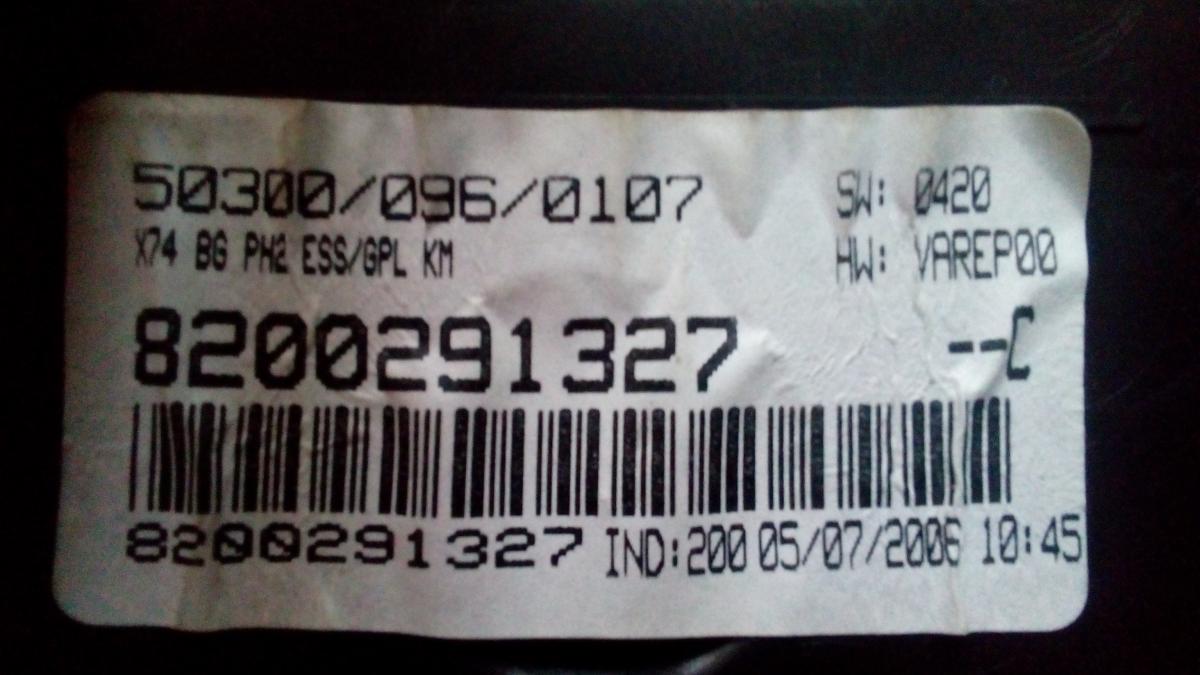 50300/096/0107 SW: 0420
X74 BG PH2 ESS/GPL KM HW: VAREP00
8200291327 --C
8200291327 IND:200 05/07/2006 10:45